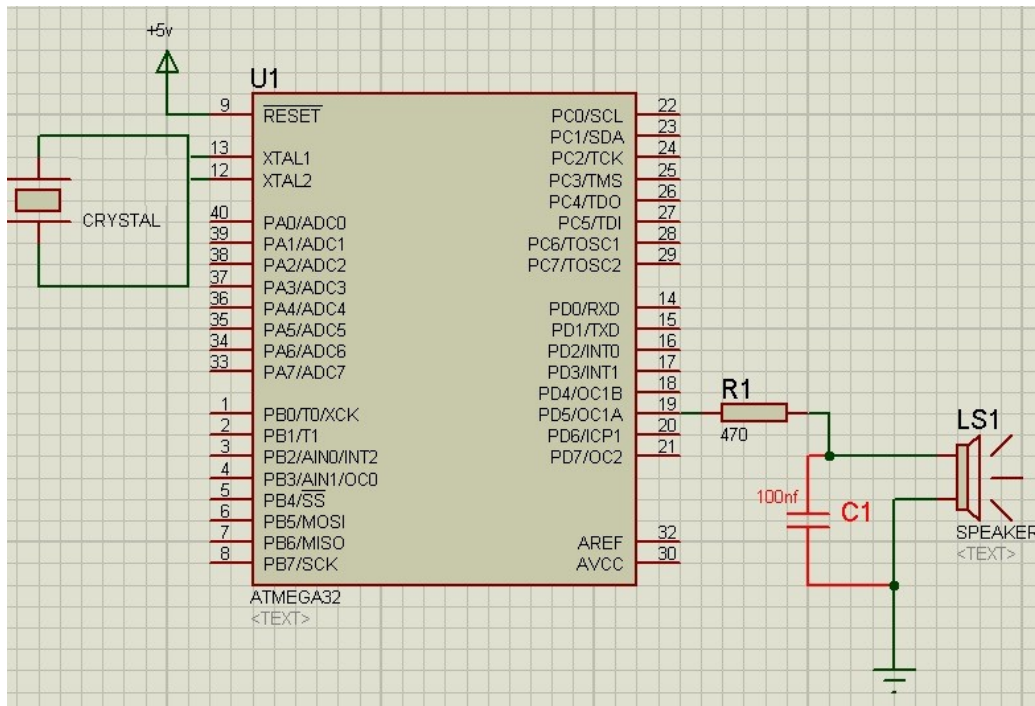 +5v
U1
9 RESET
13 XTAL1
12 XTAL2
CRYSTAL
40 PA0/ADC0
39 PA1/ADC1
38 PA2/ADC2
37 PA3/ADC3
36 PA4/ADC4
35 PA5/ADC5
34 PA6/ADC6
33 PA7/ADC7
1 PB0/T0/XCK
2 PB1/T1
3 PB2/AIN0/INT2
4 PB3/AIN1/OC0
5 PB4/SS
6 PB5/MOSI
7 PB6/MISO
8 PB7/SCK
PC0/SCL 22
PC1/SDA 23
PC2/TCK 24
PC3/TMS 25
PC4/TDO 26
PC5/TDI 27
PC6/TOSC1 28
PC7/TOSC2 29
PD0/RXD 14
PD1/TXD 15
PD2/INT0 16
PD3/INT1 17
PD4/OC1B 18
PD5/OC1A 19
PD6/ICP1 20
PD7/OC2 21
AREF 32
AVCC 30
ATMEGA32
<TEXT>
R1
470
100nf
C1
LS1
SPEAKER
<TEXT>